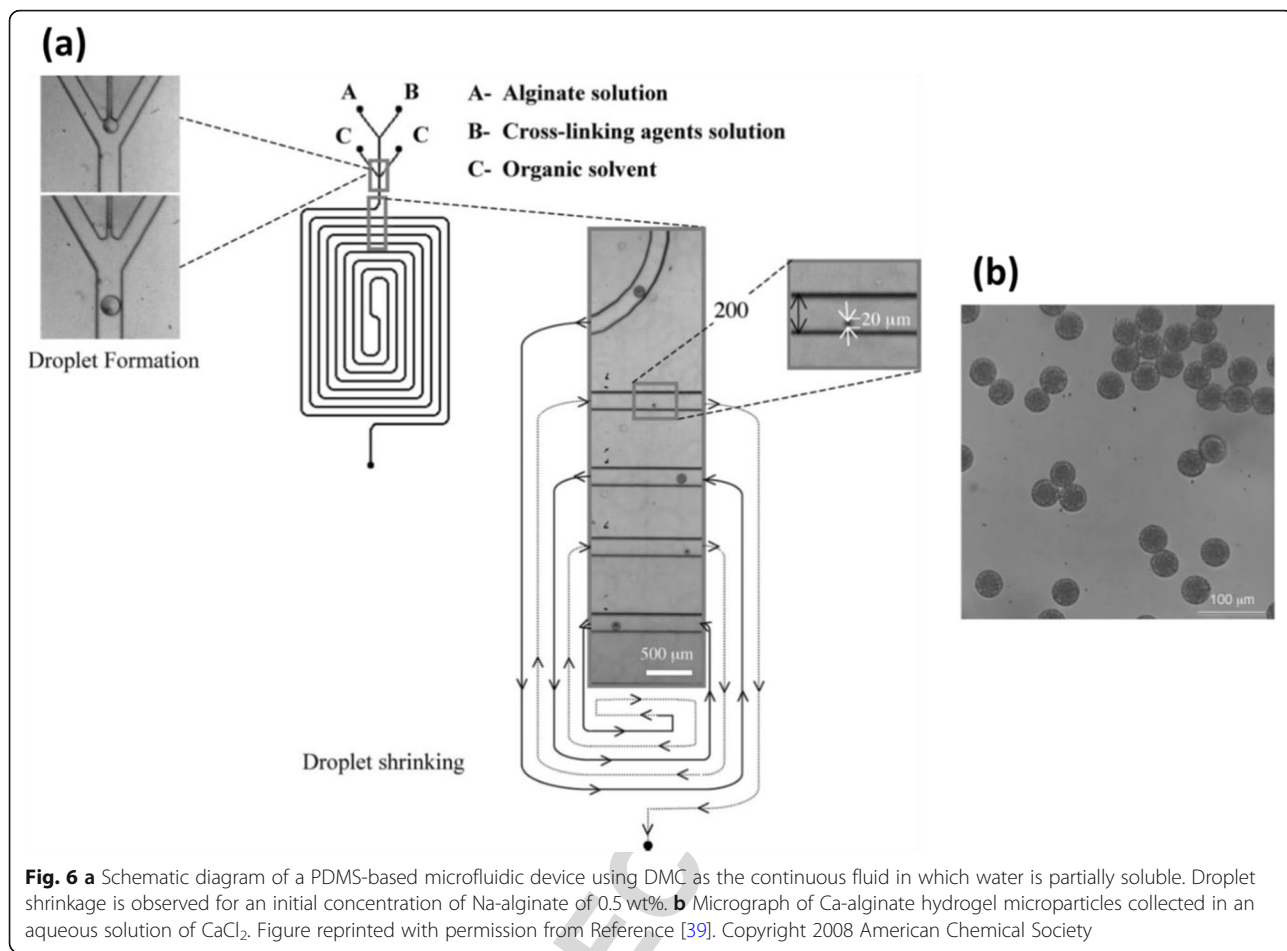 (a)
A B
C C
A- Alginate solution
B- Cross-linking agents solution
C- Organic solvent
Droplet Formation
200
20 μm
(b)
100 μm
500 μm
Droplet shrinking
EC
Fig. 6 a Schematic diagram of a PDMS-based microfluidic device using DMC as the continuous fluid in which water is partially soluble. Droplet
shrinkage is observed for an initial concentration of Na-alginate of 0.5 wt%. b Micrograph of Ca-alginate hydrogel microparticles collected in an
aqueous solution of CaCl₂. Figure reprinted with permission from Reference [39]. Copyright 2008 American Chemical Society